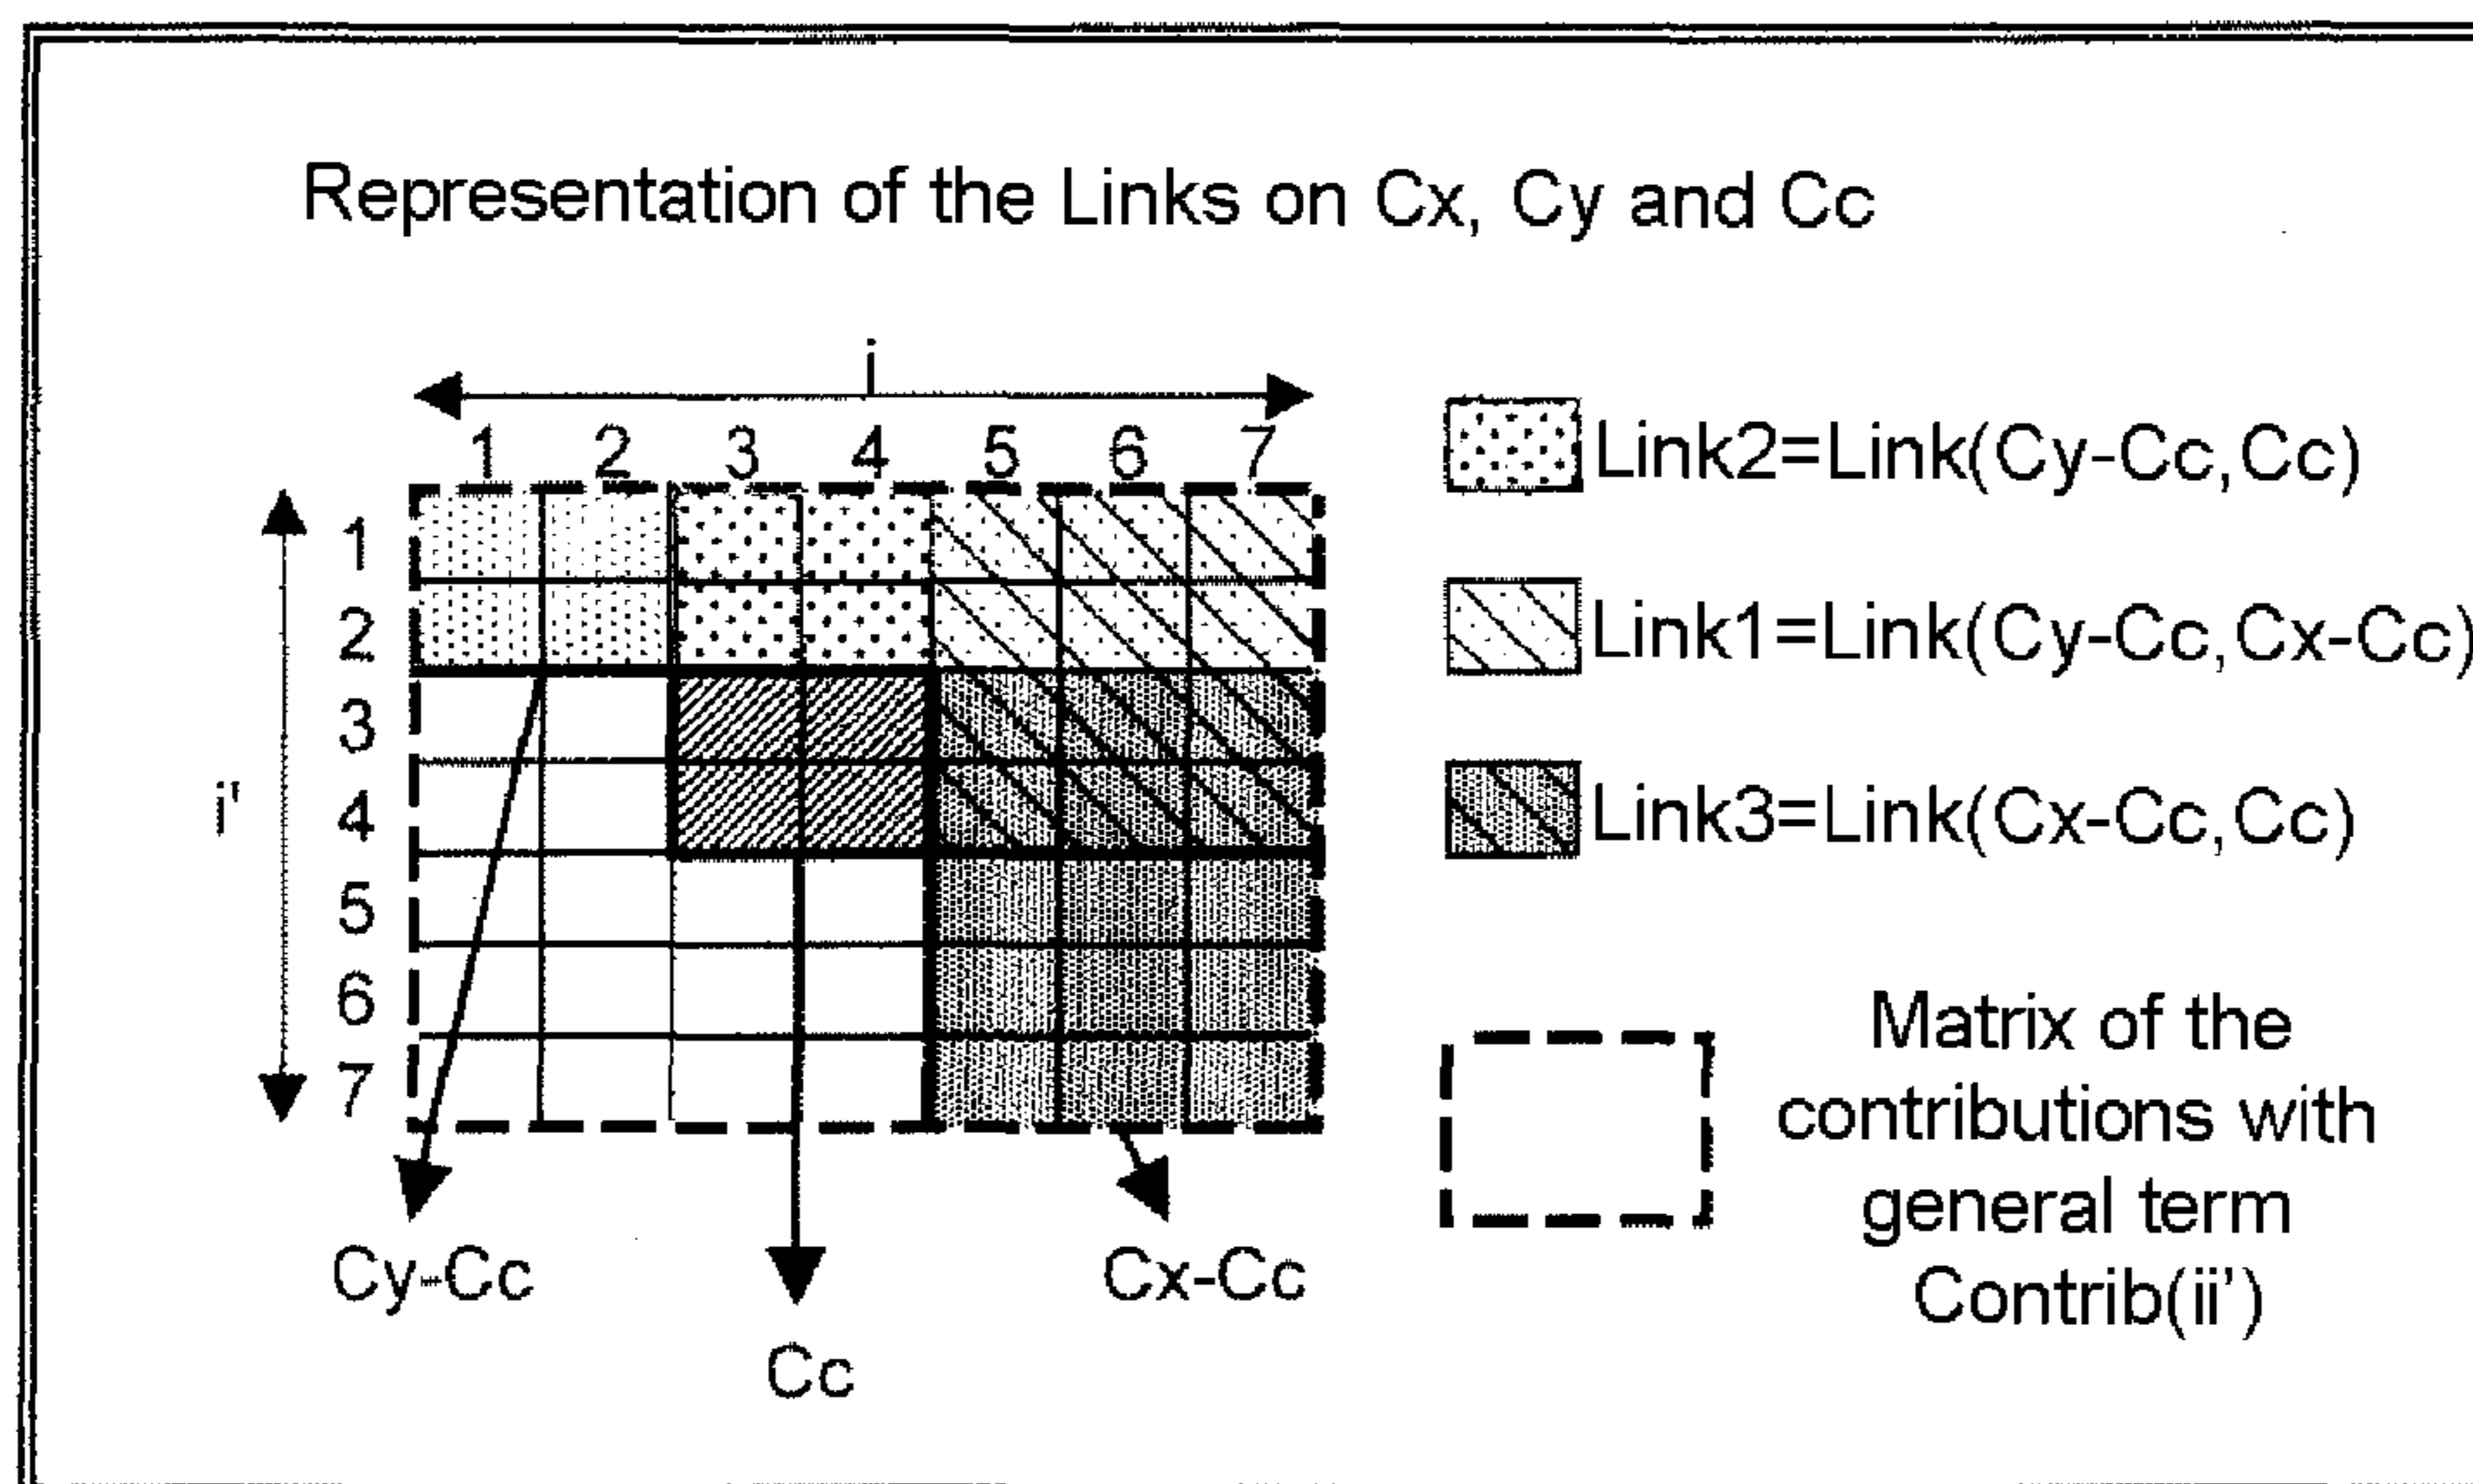 Representation of the Links on Cx, Cy and Cc
i
1 2 3 4 5 6 7
1
2
3
4
5
6
7
i'
Cy-Cc
Cc
Cx-Cc
Link2=Link(Cy-Cc,Cc)
Link1=Link(Cy-Cc,Cx-Cc)
Link3=Link(Cx-Cc,Cc)
Matrix of the
contributions with
general term
Contrib(ii')